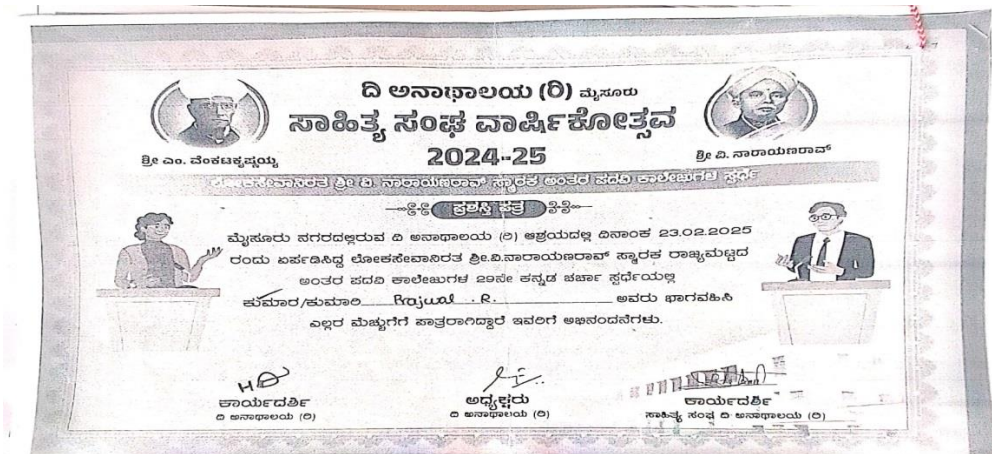 ದಿ ಅನಾಥಾಲಯ (ರಿ) ಮೈಸೂರು
ಸಾಹಿತ್ಯ ಸಂಘ ವಾರ್ಷಿಕೋತ್ಸವ
2024-25
ಶ್ರೀ ಎಂ. ವೆಂಕಟಕೃಷ್ಣಯ್ಯ
ಶ್ರೀ ವಿ. ನಾರಾಯಣರಾವ್
ಲೋಕಸೇವಾನಿರತ ಶ್ರೀ ವಿ. ನಾರಾಯಣರಾವ್ ಸ್ಮಾರಕ ಅಂತರ ಪದವಿ ಕಾಲೇಜುಗಳ ಸ್ಪರ್ಧೆ
ಪ್ರಶಸ್ತಿ ಪತ್ರ
ಮೈಸೂರು ನಗರದಲ್ಲಿರುವ ದಿ ಅನಾಥಾಲಯ (ರಿ) ಆಶ್ರಯದಲ್ಲಿ ದಿನಾಂಕ 23.02.2025
ರಂದು ಏರ್ಪಡಿಸಿದ್ದ ಲೋಕಸೇವಾನಿರತ ಶ್ರೀ.ವಿ.ನಾರಾಯಣರಾವ್ ಸ್ಮಾರಕ ರಾಜ್ಯಮಟ್ಟದ
ಅಂತರ ಪದವಿ ಕಾಲೇಜುಗಳ 29ನೇ ಕನ್ನಡ ಚರ್ಚಾ ಸ್ಪರ್ಧೆಯಲ್ಲಿ
ಕುಮಾರ/ಕುಮಾರಿ Prajwal .R. ಅವರು ಭಾಗವಹಿಸಿ
ಎಲ್ಲರ ಮೆಚ್ಚುಗೆಗೆ ಪಾತ್ರರಾಗಿದ್ದಾರೆ ಇವರಿಗೆ ಅಭಿನಂದನೆಗಳು.
ಕಾರ್ಯದರ್ಶಿ
ದಿ ಅನಾಥಾಲಯ (ರಿ)
ಅಧ್ಯಕ್ಷರು
ದಿ ಅನಾಥಾಲಯ (ರಿ)
ಕಾರ್ಯದರ್ಶಿ
ಸಾಹಿತ್ಯ ಸಂಘ ದಿ ಅನಾಥಾಲಯ (ರಿ)